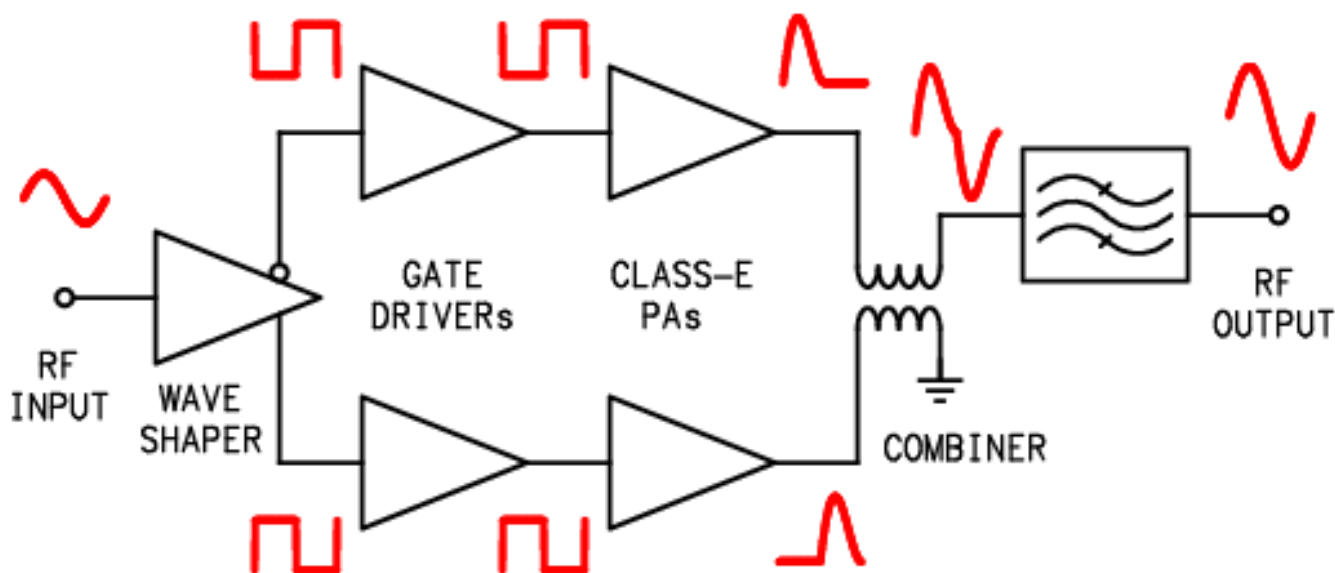 RF
INPUT
WAVE
SHAPER
GATE
DRIVERs
CLASS-E
PAs
COMBINER
RF
OUTPUT